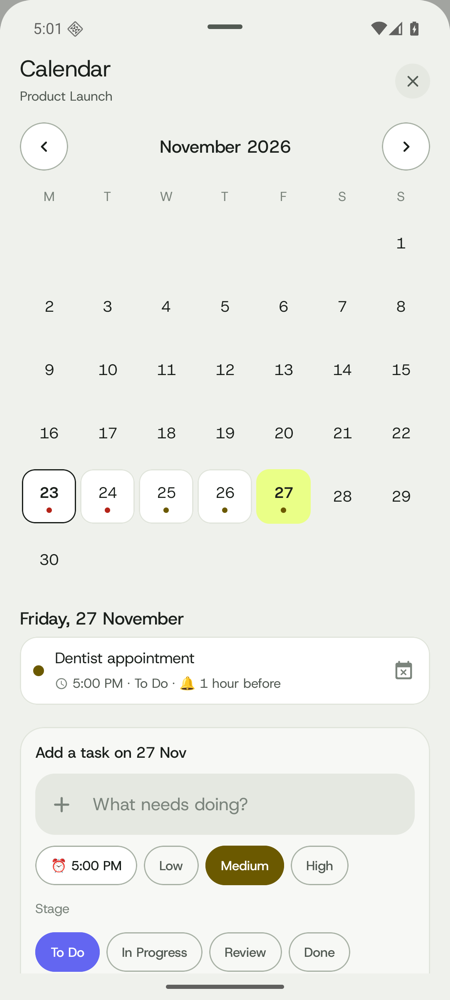 5:01
Calendar
Product Launch
November 2026
M T W T F S S
1
2 3 4 5 6 7 8
9 10 11 12 13 14 15
16 17 18 19 20 21 22
23 24 25 26 27 28 29
30
Friday, 27 November
Dentist appointment
5:00 PM · To Do · 🔔 1 hour before
Add a task on 27 Nov
What needs doing?
⏰ 5:00 PM Low Medium High
Stage
To Do In Progress Review Done